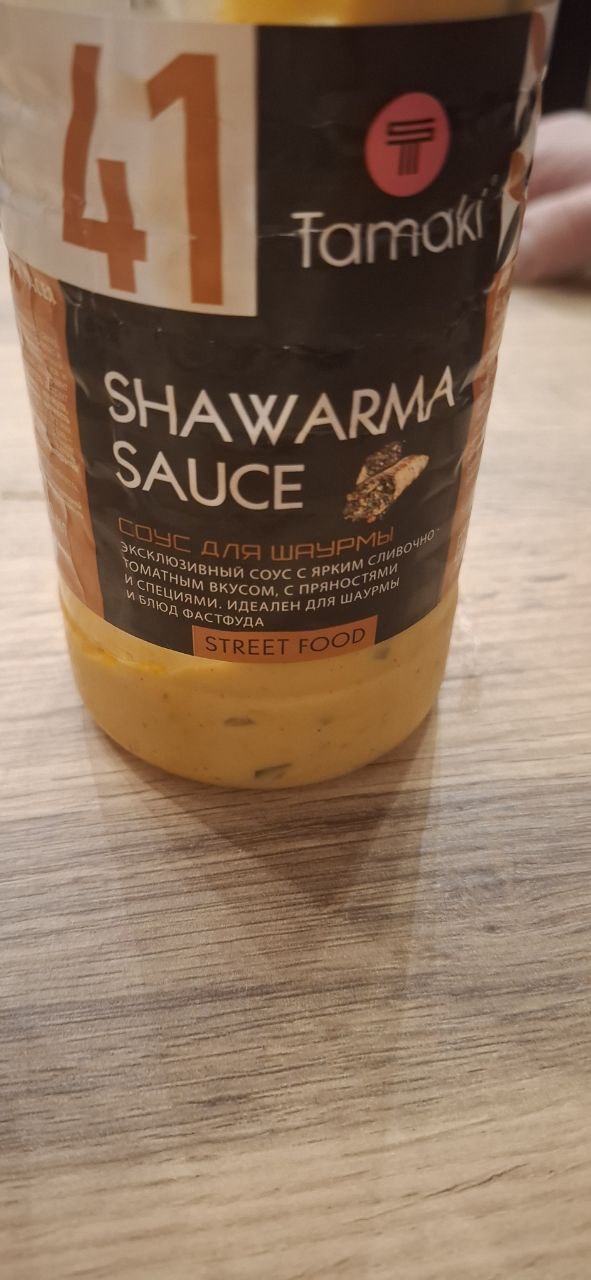 41
Tamaki
SHAWARMA
SAUCE
СОУС ДЛЯ ШАУРМЫ
ЭКСКЛЮЗИВНЫЙ СОУС С ЯРКИМ СЛИВОЧНО-
ТОМАТНЫМ ВКУСОМ, С ПРЯНОСТЯМИ
И СПЕЦИЯМИ. ИДЕАЛЕН ДЛЯ ШАУРМЫ
И БЛЮД ФАСТФУДА
STREET FOOD